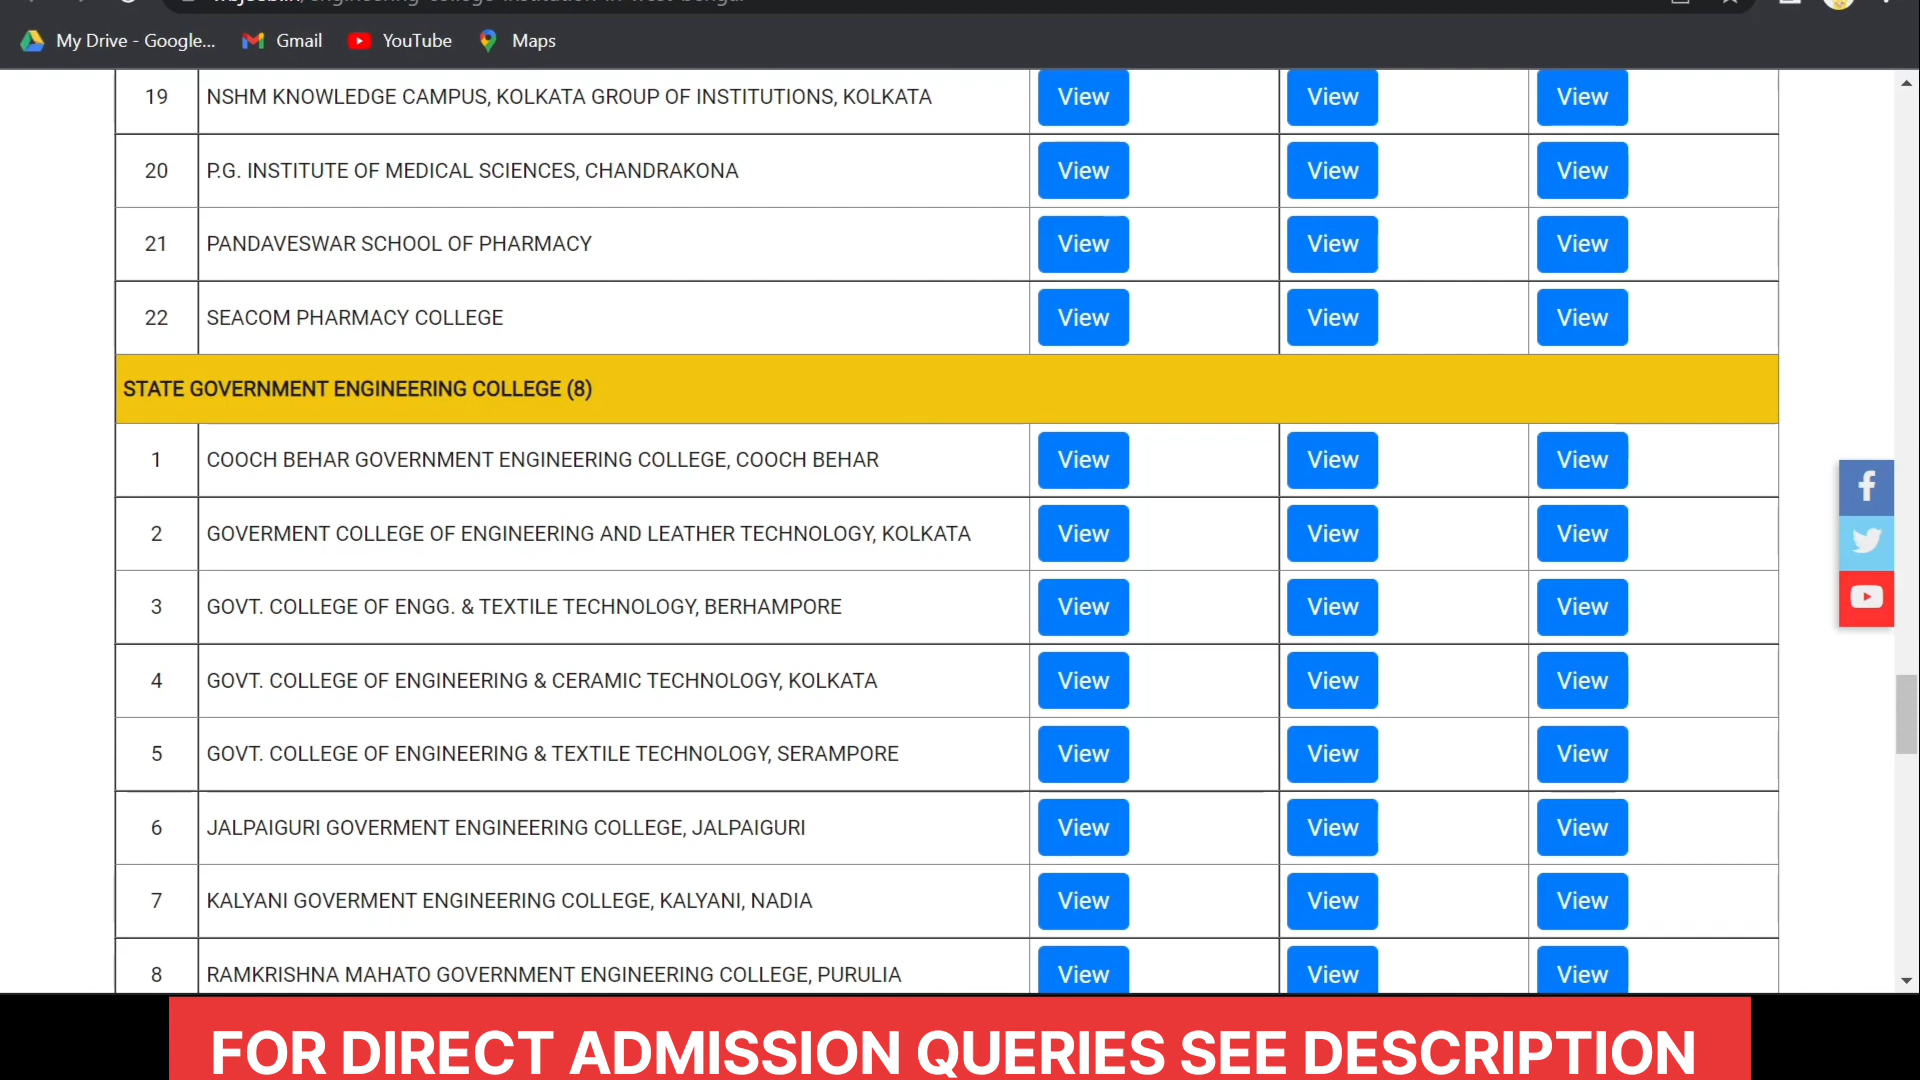 My Drive - Google... Gmail YouTube Maps
19 NSHM KNOWLEDGE CAMPUS, KOLKATA GROUP OF INSTITUTIONS, KOLKATA View View View
20 P.G. INSTITUTE OF MEDICAL SCIENCES, CHANDRAKONA View View View
21 PANDAVESWAR SCHOOL OF PHARMACY View View View
22 SEACOM PHARMACY COLLEGE View View View
STATE GOVERNMENT ENGINEERING COLLEGE (8)
1 COOCH BEHAR GOVERNMENT ENGINEERING COLLEGE, COOCH BEHAR View View View
2 GOVERMENT COLLEGE OF ENGINEERING AND LEATHER TECHNOLOGY, KOLKATA View View View
3 GOVT. COLLEGE OF ENGG. & TEXTILE TECHNOLOGY, BERHAMPORE View View View
4 GOVT. COLLEGE OF ENGINEERING & CERAMIC TECHNOLOGY, KOLKATA View View View
5 GOVT. COLLEGE OF ENGINEERING & TEXTILE TECHNOLOGY, SERAMPORE View View View
6 JALPAIGURI GOVERMENT ENGINEERING COLLEGE, JALPAIGURI View View View
7 KALYANI GOVERMENT ENGINEERING COLLEGE, KALYANI, NADIA View View View
8 RAMKRISHNA MAHATO GOVERNMENT ENGINEERING COLLEGE, PURULIA View View View
FOR DIRECT ADMISSION QUERIES SEE DESCRIPTION